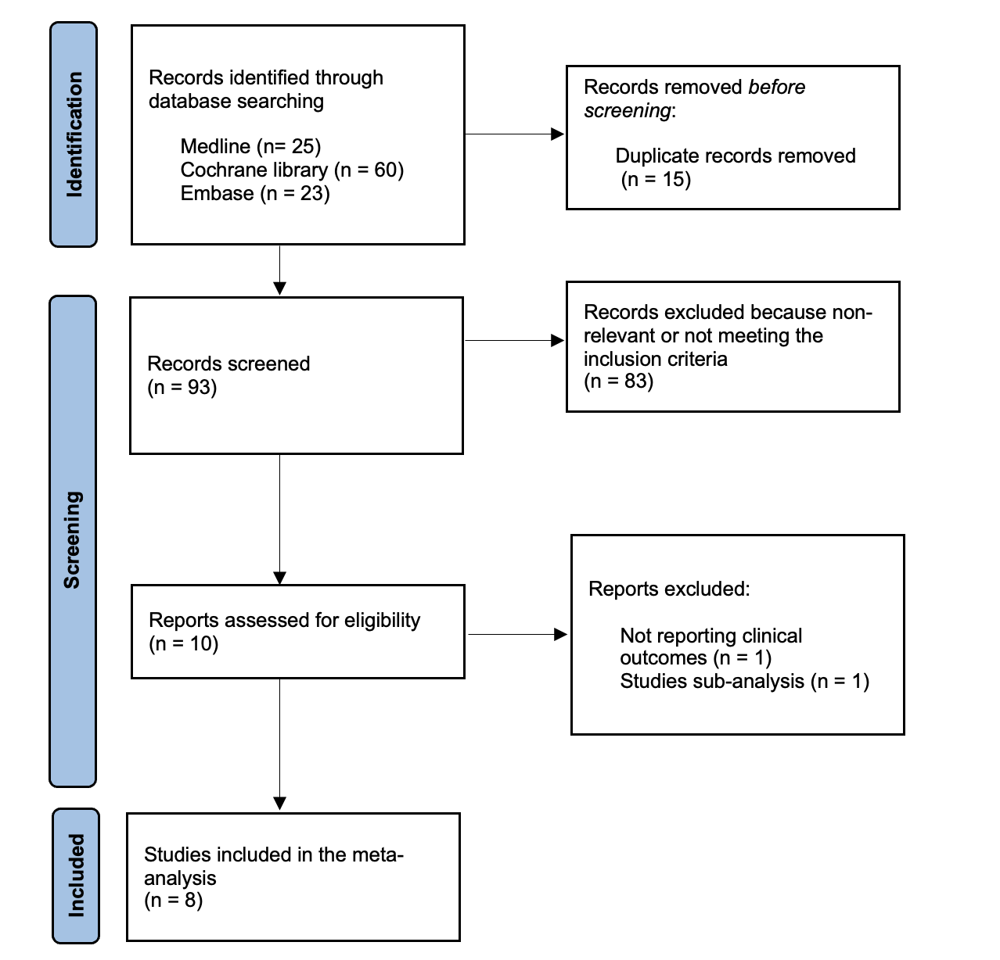 Identification
Records identified through
database searching
Medline (n= 25)
Cochrane library (n = 60)
Embase (n = 23)
Records removed before
screening:
Duplicate records removed
(n = 15)
Screening
Records screened
(n = 93)
Records excluded because non-
relevant or not meeting the
inclusion criteria
(n = 83)
Reports assessed for eligibility
(n = 10)
Reports excluded:
Not reporting clinical
outcomes (n = 1)
Studies sub-analysis (n = 1)
Included
Studies included in the meta-
analysis
(n = 8)